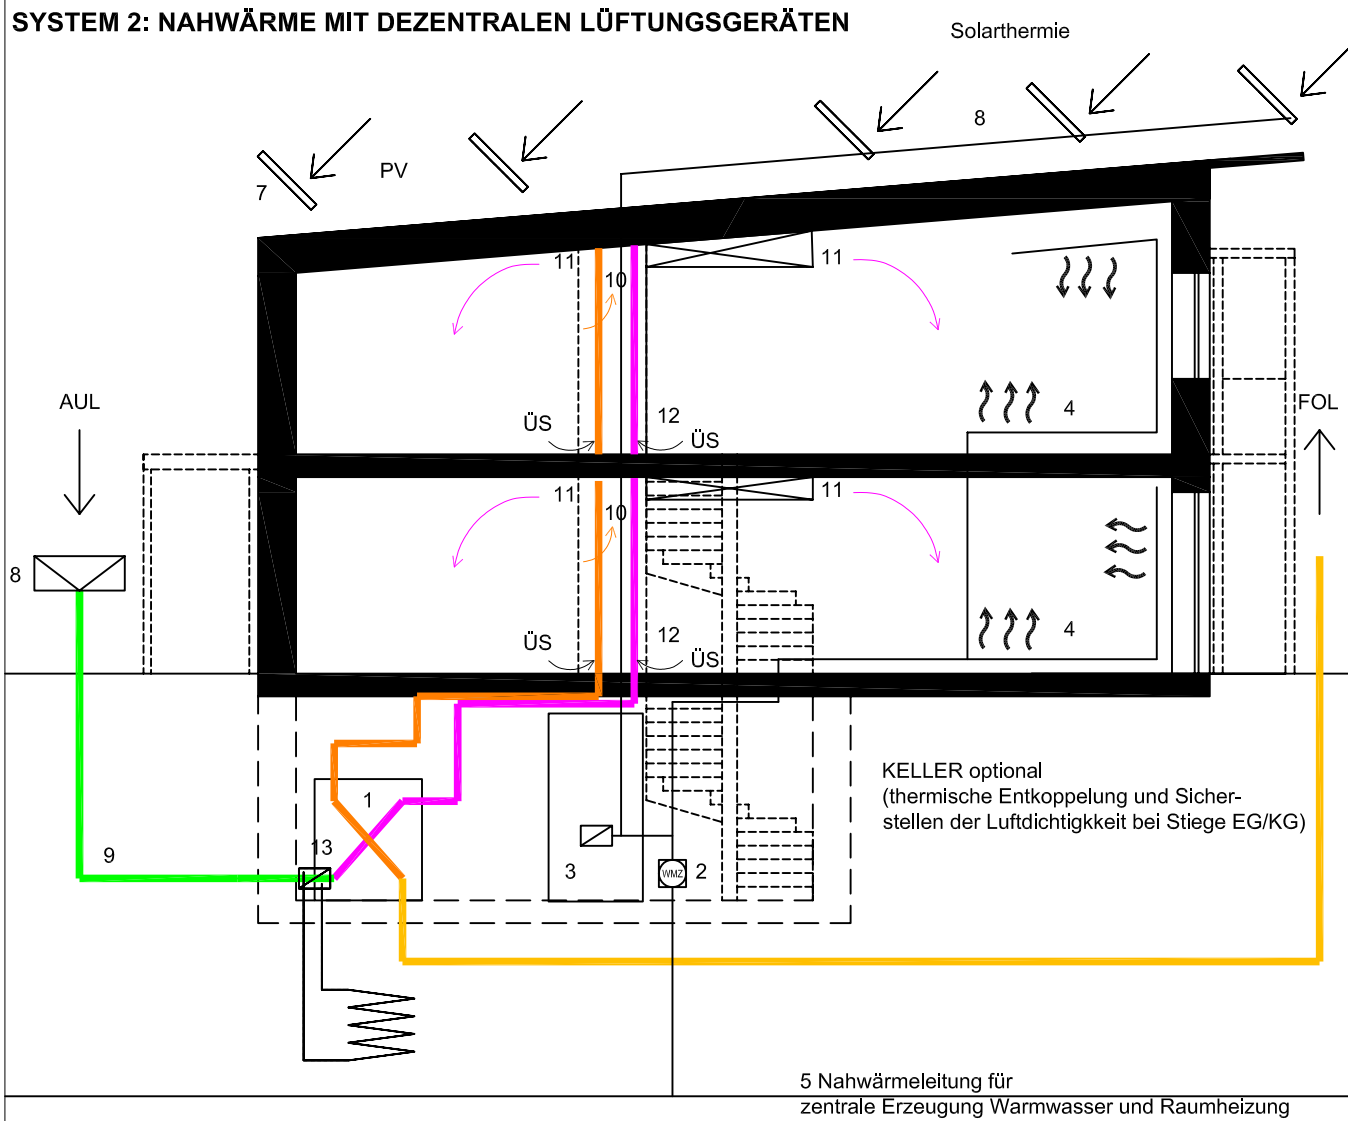 SYSTEM 2: NAHWÄRME MIT DEZENTRALEN LÜFTUNGSGERÄTEN
Solarthermie
8
PV
7
11
10
11
AUL
FOL
ÜS
12
ÜS
4
11
10
11
8
ÜS
12
ÜS
4
KELLER optional
(thermische Entkoppelung und Sicher-
stellen der Luftdichtigkkeit bei Stiege EG/KG)
1
13
9
3
WMZ
2
5 Nahwärmeleitung für
zentrale Erzeugung Warmwasser und Raumheizung